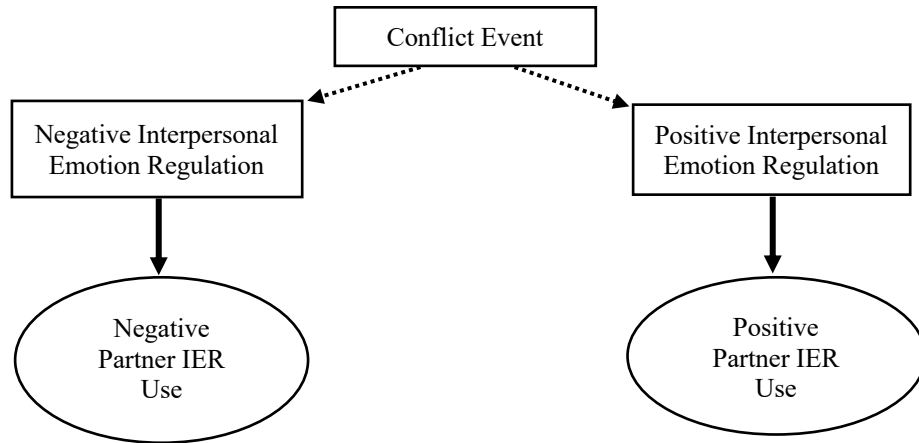 Conflict Event
Negative Interpersonal
Emotion Regulation
Positive Interpersonal
Emotion Regulation
Negative
Partner IER
Use
Positive
Partner IER
Use